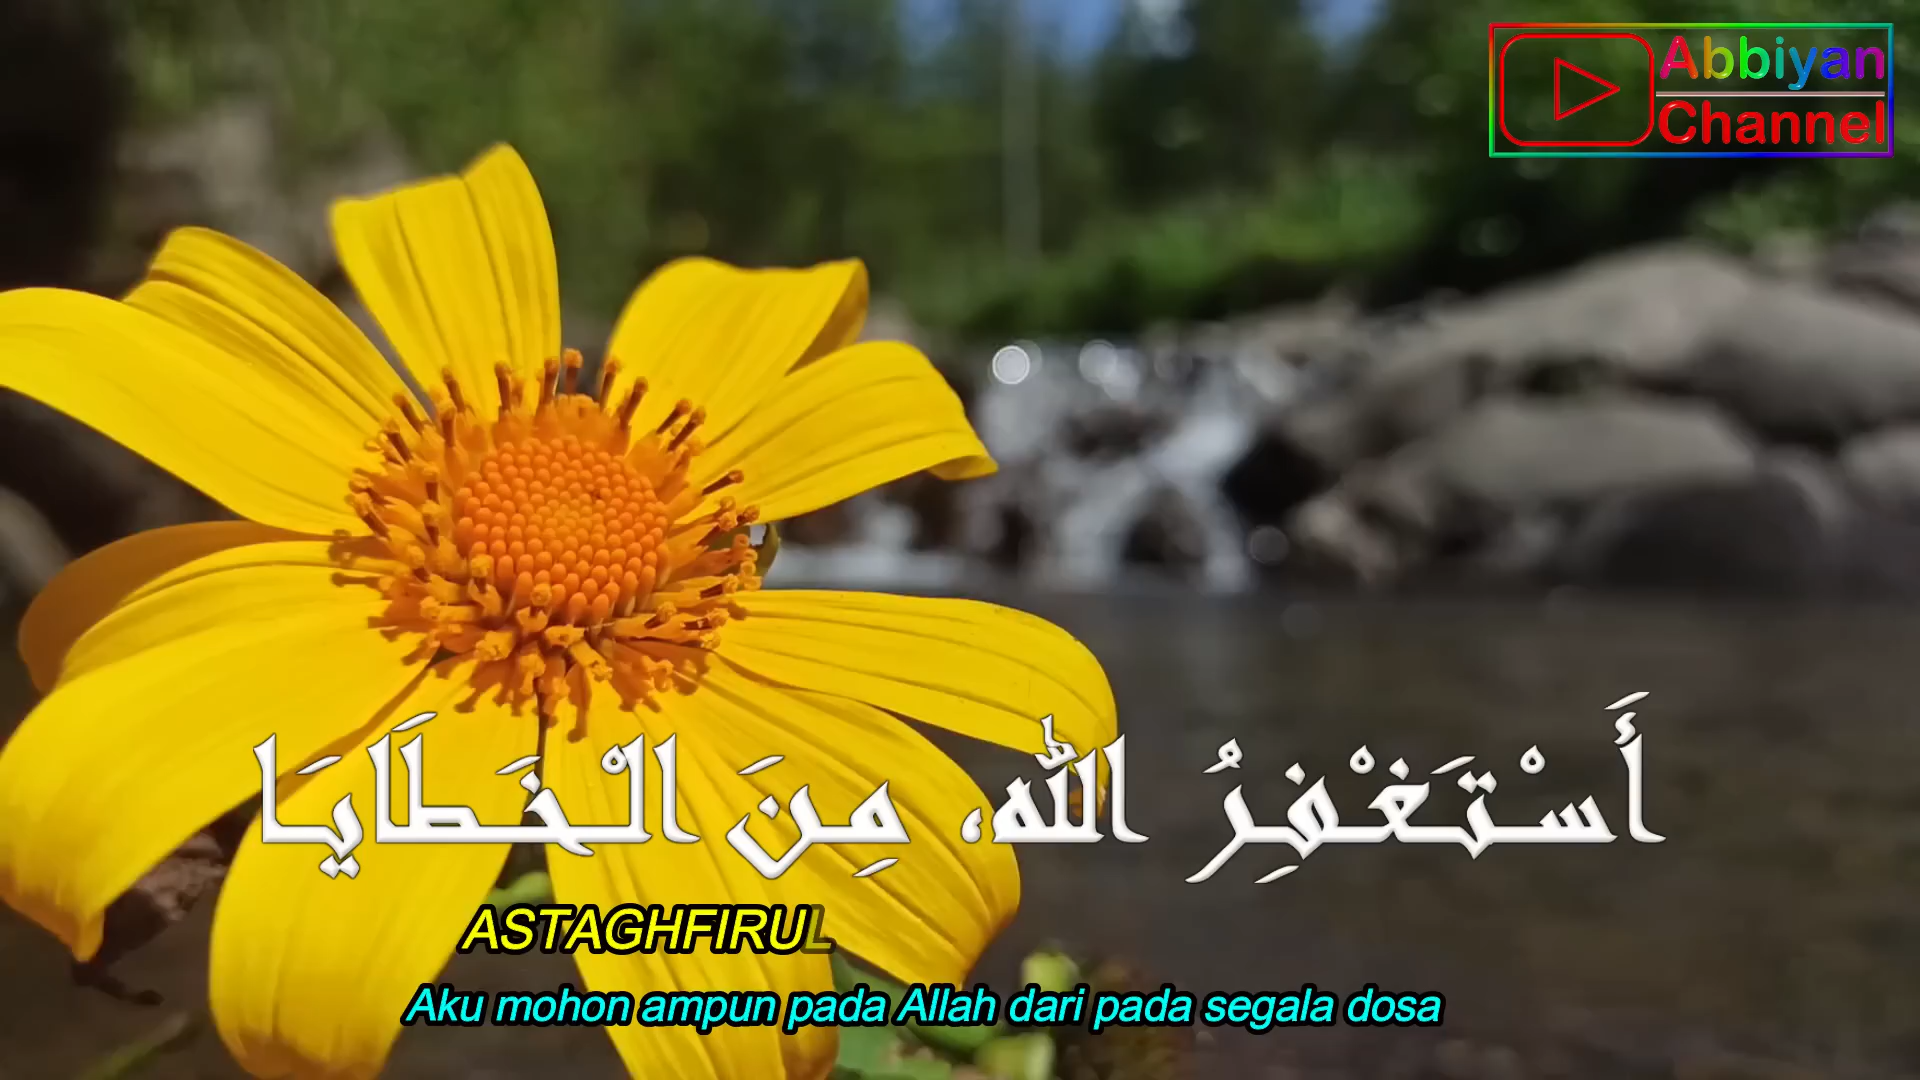 Abbiyan
Channel
أَسْتَغْفِرُ اللّٰه، مِنَ الْخَطَايَا
ASTAGHFIRUL
Aku mohon ampun pada Allah dari pada segala dosa